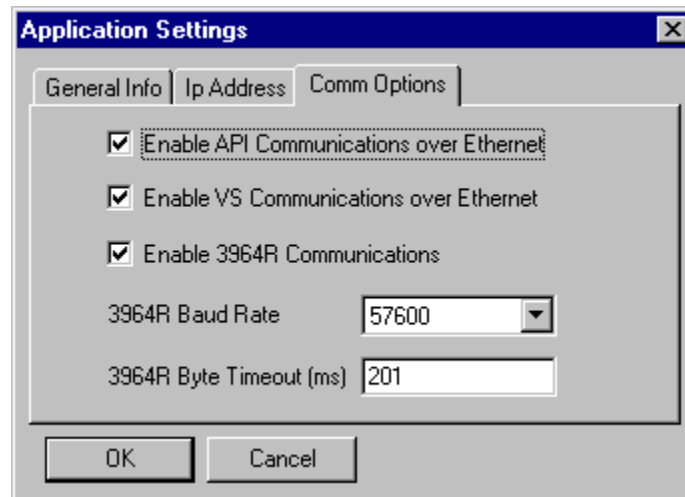 Application Settings
General Info Ip Address Comm Options
Enable API Communications over Ethernet
Enable VS Communications over Ethernet
Enable 3964R Communications
3964R Baud Rate 57600
3964R Byte Timeout (ms) 201
OK Cancel